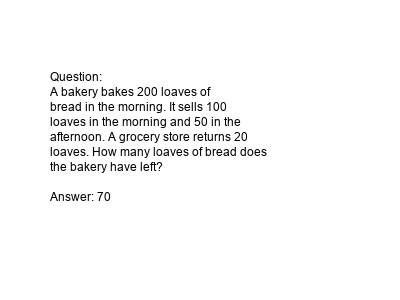 Question:
A bakery bakes 200 loaves of
bread in the morning. It sells 100
loaves in the morning and 50 in the
afternoon. A grocery store returns 20
loaves. How many loaves of bread does
the bakery have left?
Answer: 70